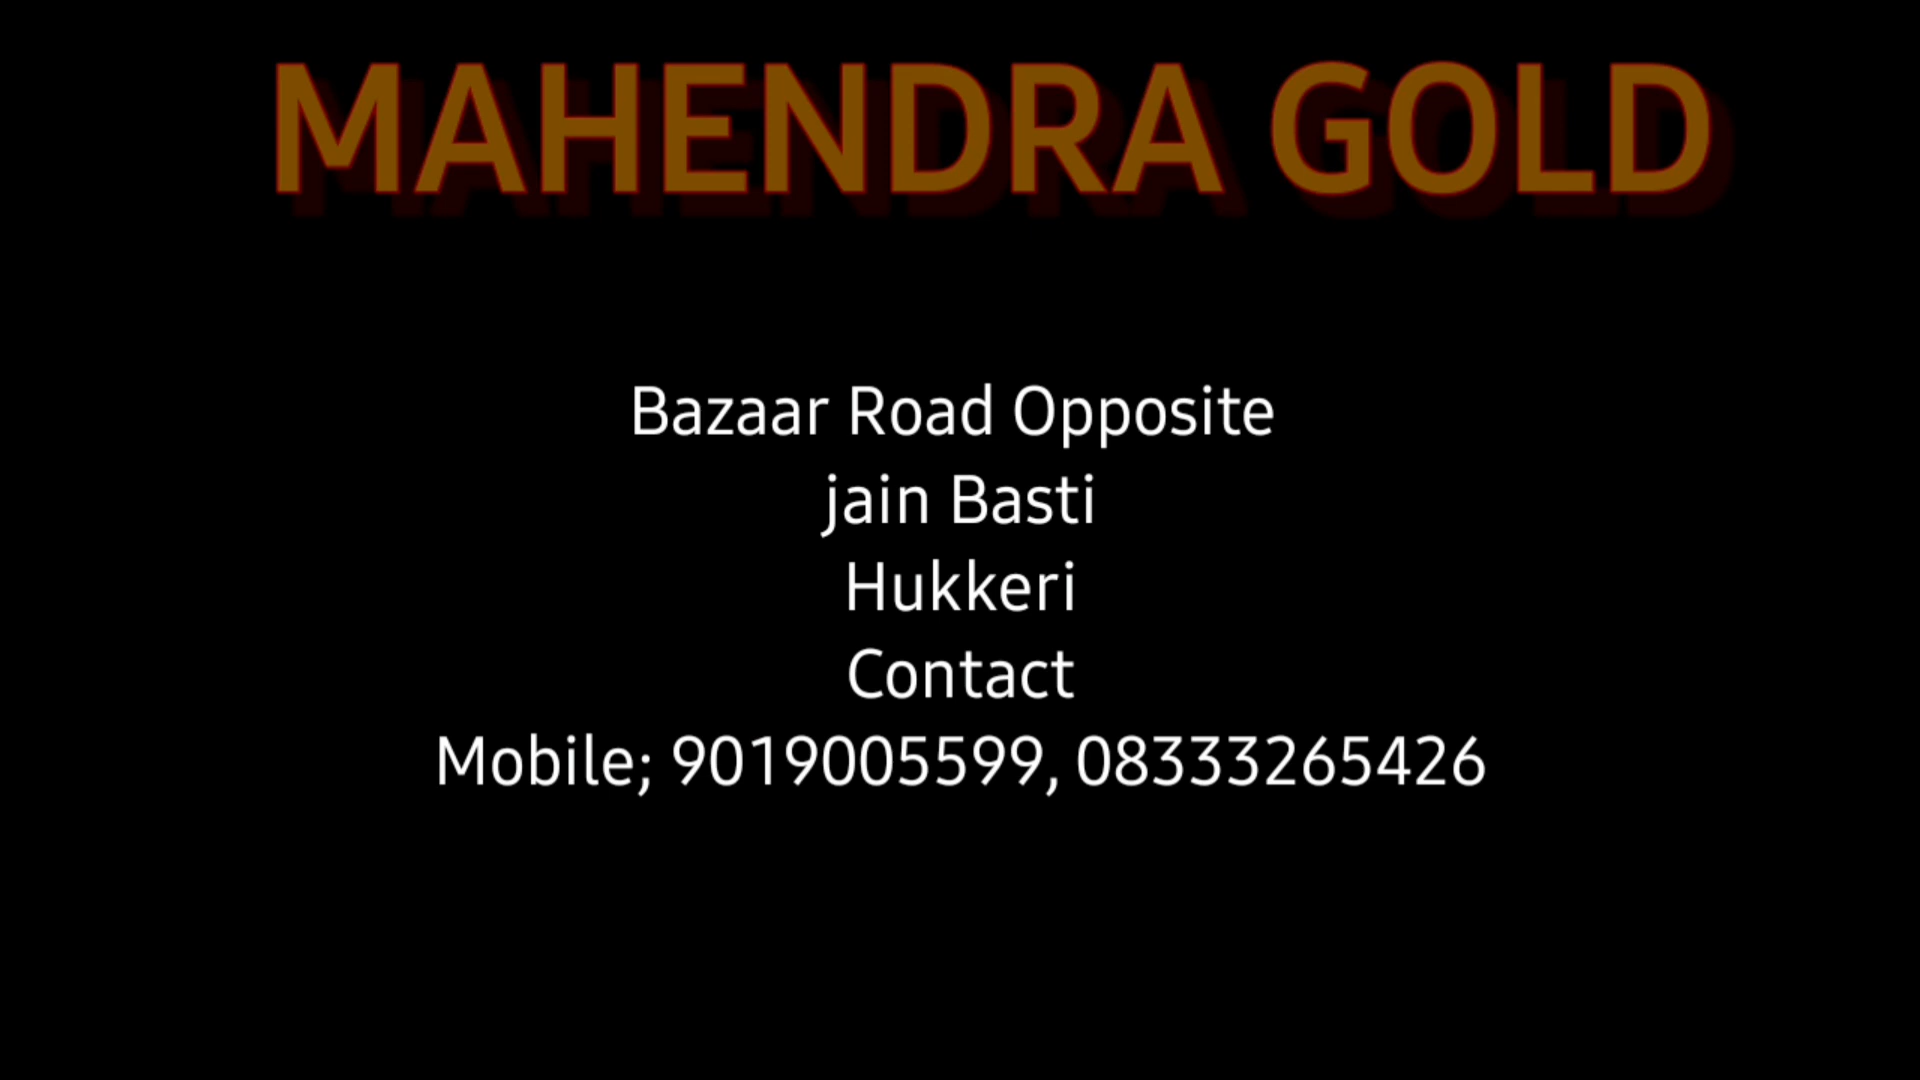 MAHENDRA GOLD
Bazaar Road Opposite
jain Basti
Hukkeri
Contact
Mobile; 9019005599, 08333265426